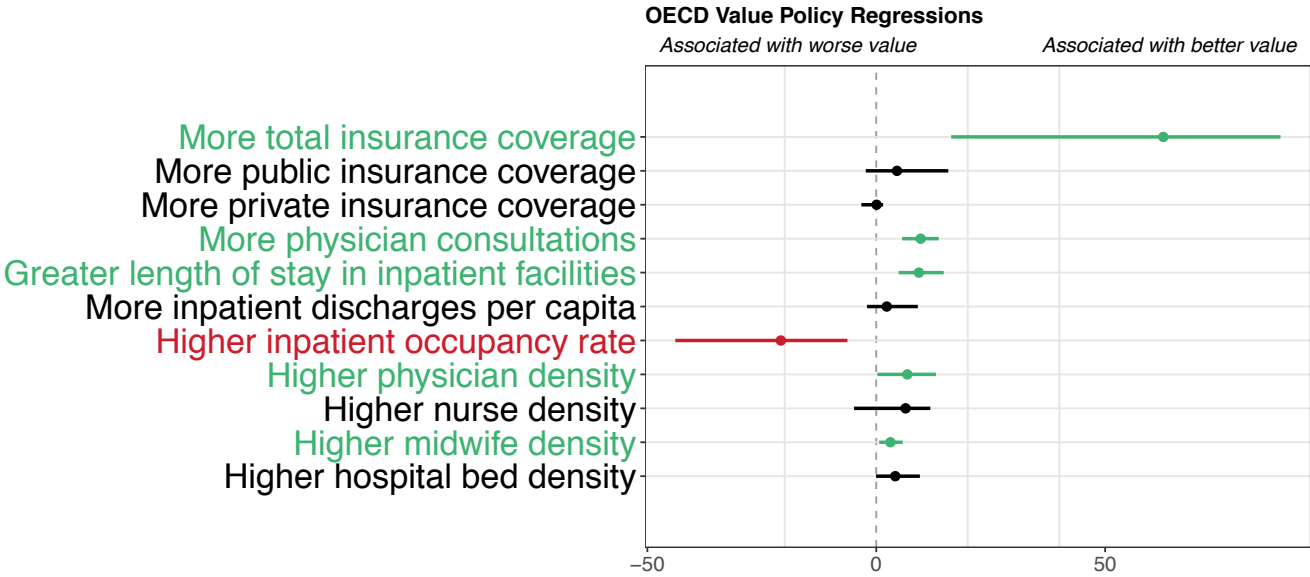 OECD Value Policy Regressions
Associated with worse value
Associated with better value
More total insurance coverage
More public insurance coverage
More private insurance coverage
More physician consultations
Greater length of stay in inpatient facilities
More inpatient discharges per capita
Higher inpatient occupancy rate
Higher physician density
Higher nurse density
Higher midwife density
Higher hospital bed density
−50
0
50